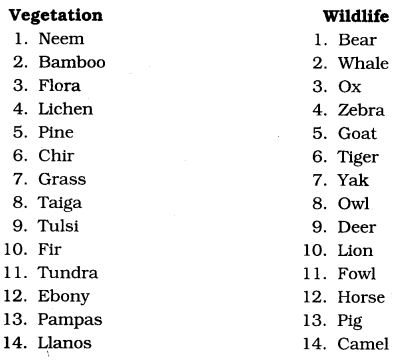 Vegetation Wildlife
1. Neem 1. Bear
2. Bamboo 2. Whale
3. Flora 3. Ox
4. Lichen 4. Zebra
5. Pine 5. Goat
6. Chir 6. Tiger
7. Grass 7. Yak
8. Taiga 8. Owl
9. Tulsi 9. Deer
10. Fir 10. Lion
11. Tundra 11. Fowl
12. Ebony 12. Horse
13. Pampas 13. Pig
14. Llanos 14. Camel